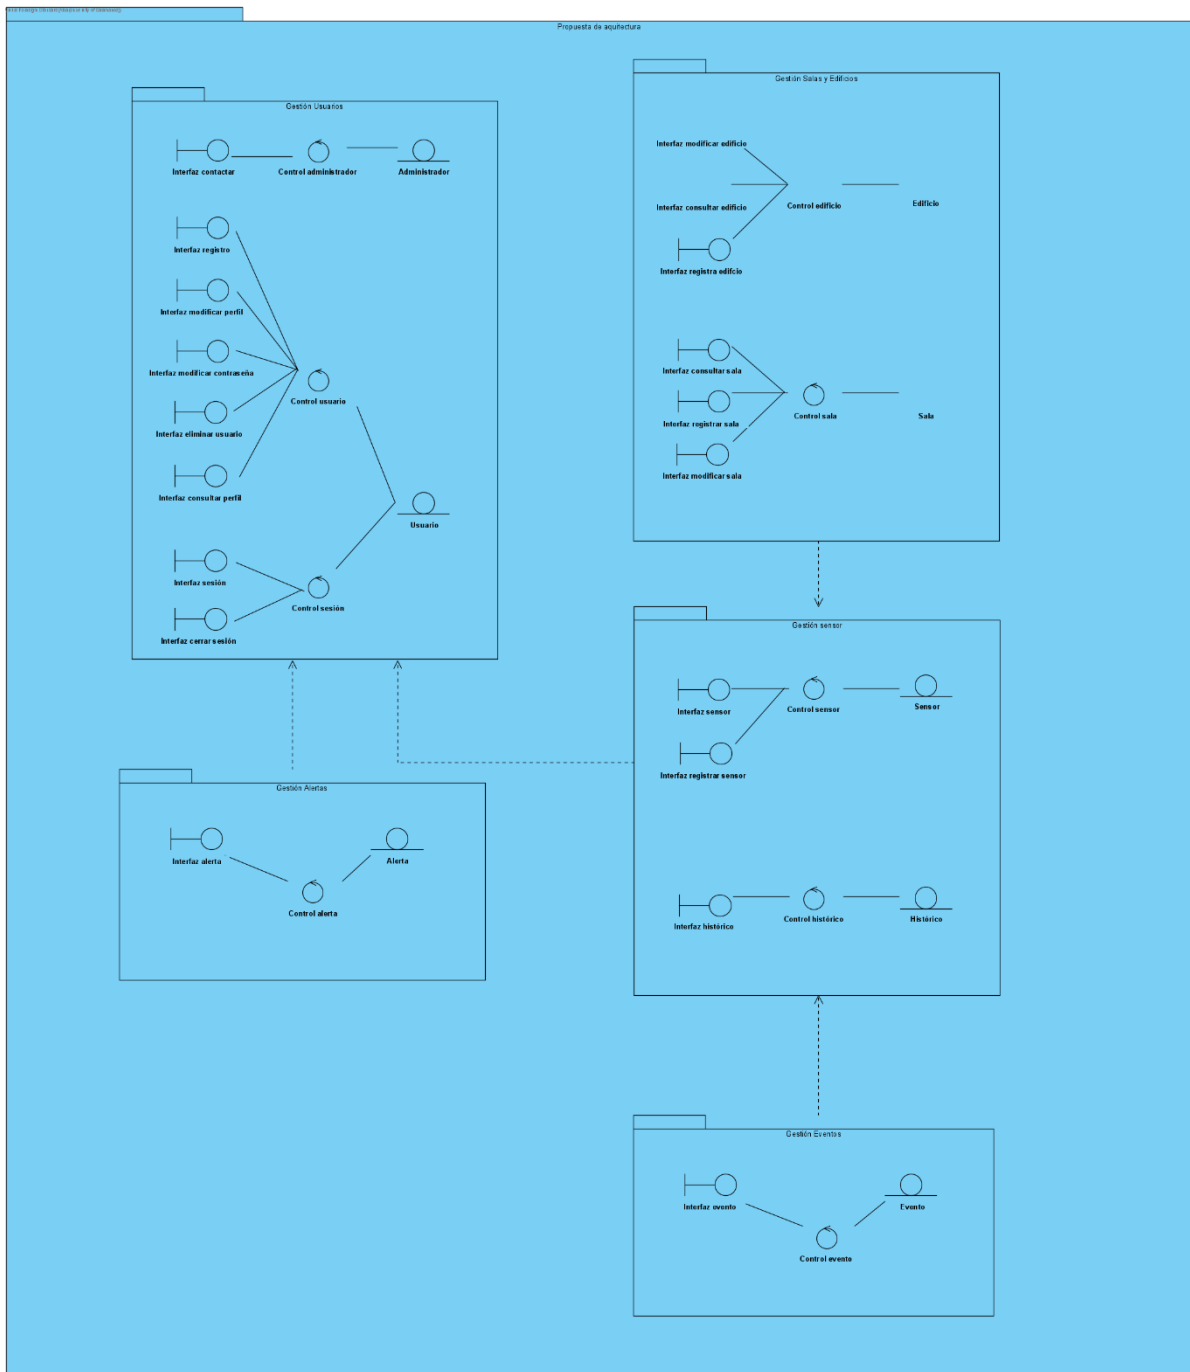 Propuesta de aquitectura
Gestión Usuarios
Interfaz contactar
Control administrador
Administrador
Interfaz registro
Interfaz modificar perfil
Interfaz modificar contraseña
Control usuario
Interfaz eliminar usuario
Interfaz consultar perfil
Usuario
Interfaz sesión
Control sesión
Interfaz cerrar sesión
Gestión Salas y Edificios
Interfaz modificar edificio
Interfaz consultar edificio
Control edificio
Edificio
Interfaz registra edifcio
Interfaz consultar sala
Interfaz registrar sala
Control sala
Sala
Interfaz modificar sala
Gestión sensor
Interfaz sensor
Control sensor
Sensor
Interfaz registrar sensor
Interfaz histórico
Control histórico
Histórico
Gestión Alertas
Interfaz alerta
Alerta
Control alerta
Gestión Eventos
Interfaz evento
Evento
Control evento